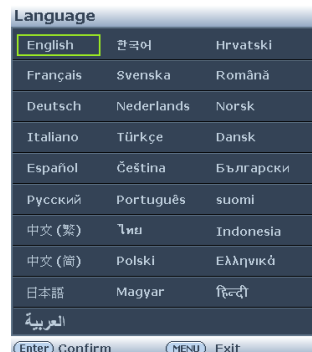 Language
English 한국어 Hrvatski
Français Svenska Română
Deutsch Nederlands Norsk
Italiano Türkçe Dansk
Español Čeština Български
Русский Português suomi
中文 (繁) ไทย Indonesia
中文 (简) Polski Ελληνικά
日本語 Magyar हिन्दी
العربية
Enter Confirm MENU Exit